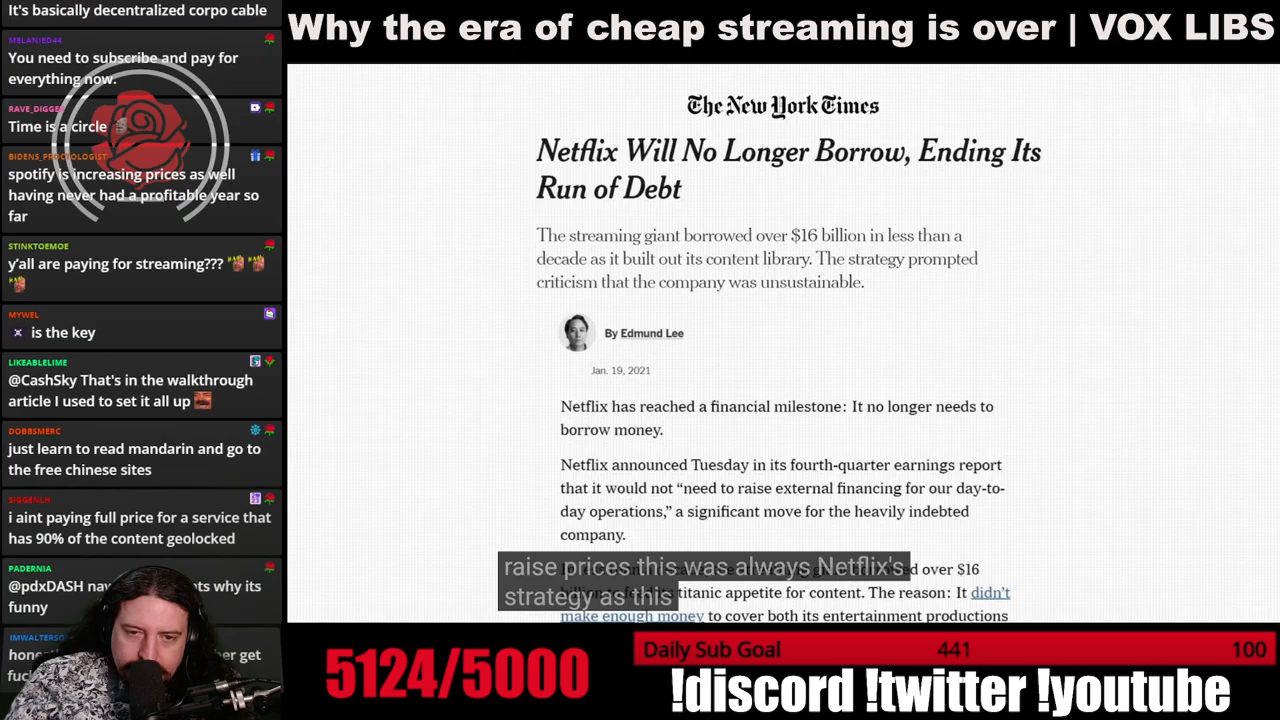 It's basically decentralized corpo cable
MELANIED44
You need to subscribe and pay for
everything now.
RAVE_DIGGE
Time is a circle
BIDENS_PROCTOLOGIST
spotify is increasing prices as well
having never had a profitable year so
far
STINKTOEMOE
y'all are paying for streaming???
MYWEL
is the key
LIKEABLELIME
@CashSky That's in the walkthrough
article I used to set it all up
DOBBSMERC
just learn to read mandarin and go to
the free chinese sites
SIGGENLH
i aint paying full price for a service that
has 90% of the content geolocked
PADERNIA
@pdxDASH
its why its
funny
Why the era of cheap streaming is over | VOX LIBS
The New York Times
Netflix Will No Longer Borrow, Ending Its
Run of Debt
The streaming giant borrowed over $16 billion in less than a
decade as it built out its content library. The strategy prompted
criticism that the company was unsustainable.
By Edmund Lee
Jan. 19, 2021
Netflix has reached a financial milestone: It no longer needs to
borrow money.
Netflix announced Tuesday in its fourth-quarter earnings report
that it would not “need to raise external financing for our day-to-
day operations,” a significant move for the heavily indebted
company.
raise prices this was always Netflix's
over $16
strategy as this
titanic appetite for content. The reason: It didn't
make enough money to cover both its entertainment productions
5124/5000
Daily Sub Goal 441 100
!discord !twitter !youtube